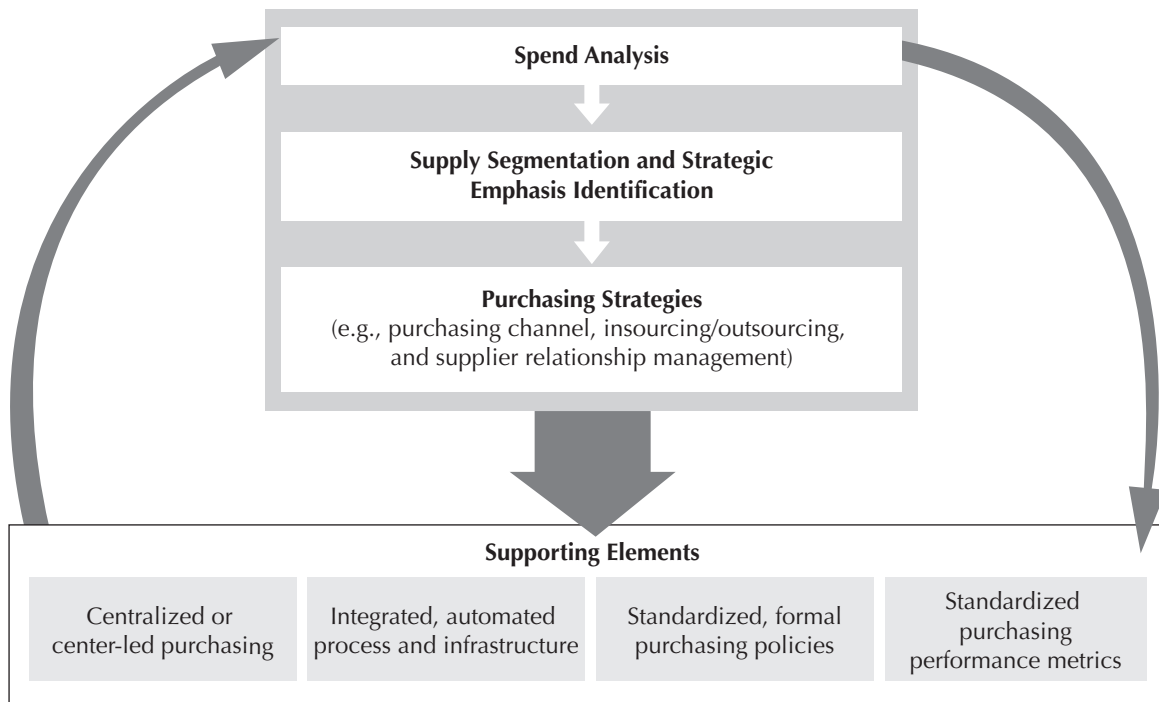 Spend Analysis
Supply Segmentation and Strategic
Emphasis Identification
Purchasing Strategies
(e.g., purchasing channel, insourcing/outsourcing,
and supplier relationship management)
Supporting Elements
Centralized or
center-led purchasing
Integrated, automated
process and infrastructure
Standardized, formal
purchasing policies
Standardized
purchasing
performance metrics